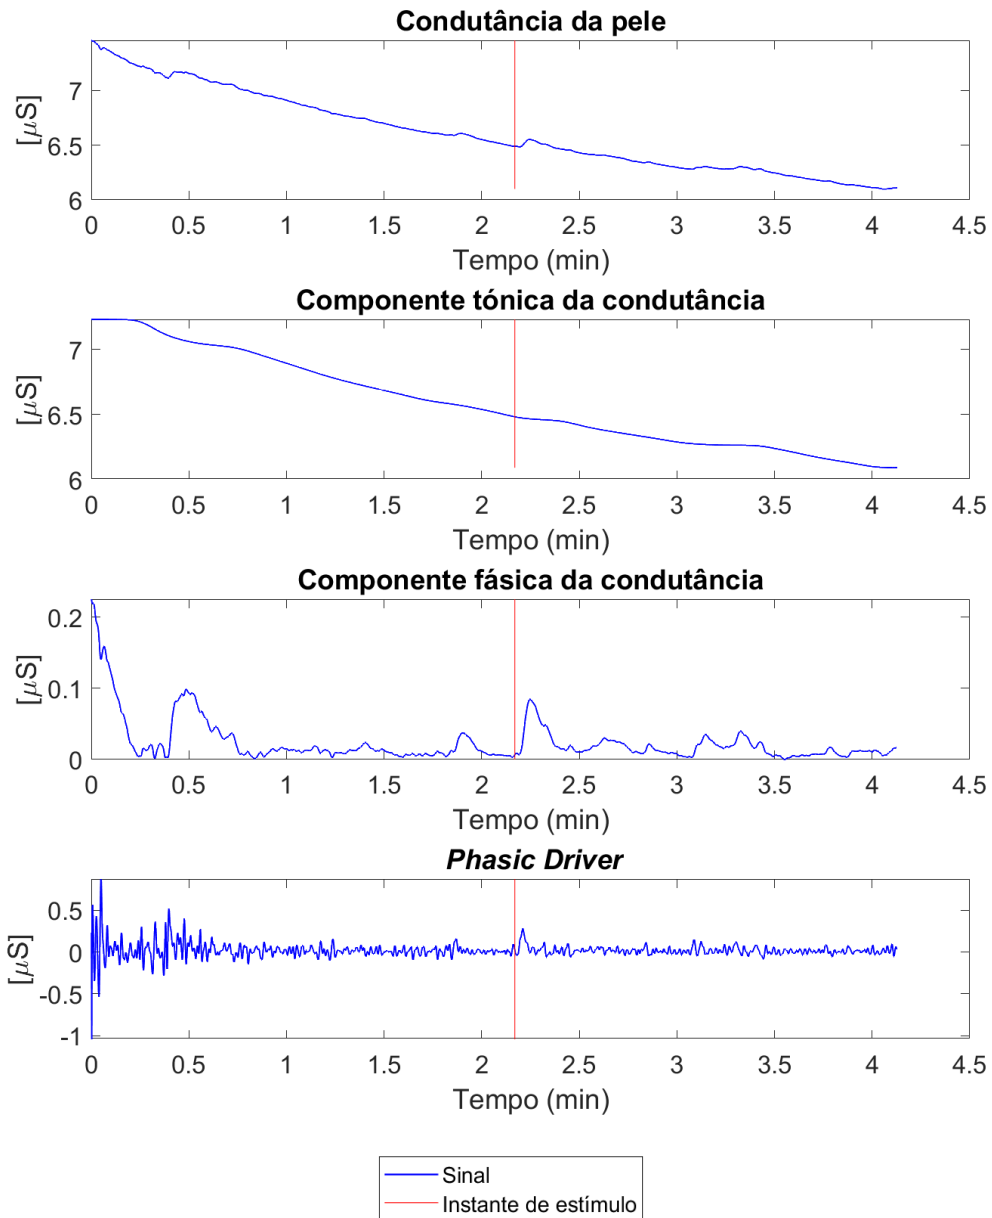 Condutância da pele
7
6.5
6
[μS]
0 0.5 1 1.5 2 2.5 3 3.5 4 4.5
Tempo (min)
Componente tónica da condutância
7
6.5
6
[μS]
0 0.5 1 1.5 2 2.5 3 3.5 4 4.5
Tempo (min)
Componente fásica da condutância
0.2
0.1
0
[μS]
0 0.5 1 1.5 2 2.5 3 3.5 4 4.5
Tempo (min)
Phasic Driver
0.5
0
-0.5
-1
[μS]
0 0.5 1 1.5 2 2.5 3 3.5 4 4.5
Tempo (min)
Sinal
Instante de estímulo